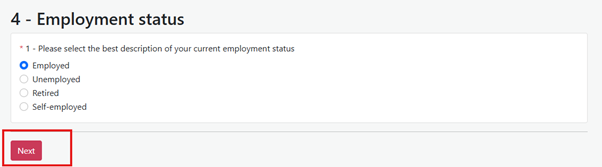 4 - Employment status
* 1 - Please select the best description of your current employment status
Employed
Unemployed
Retired
Self-employed
Next